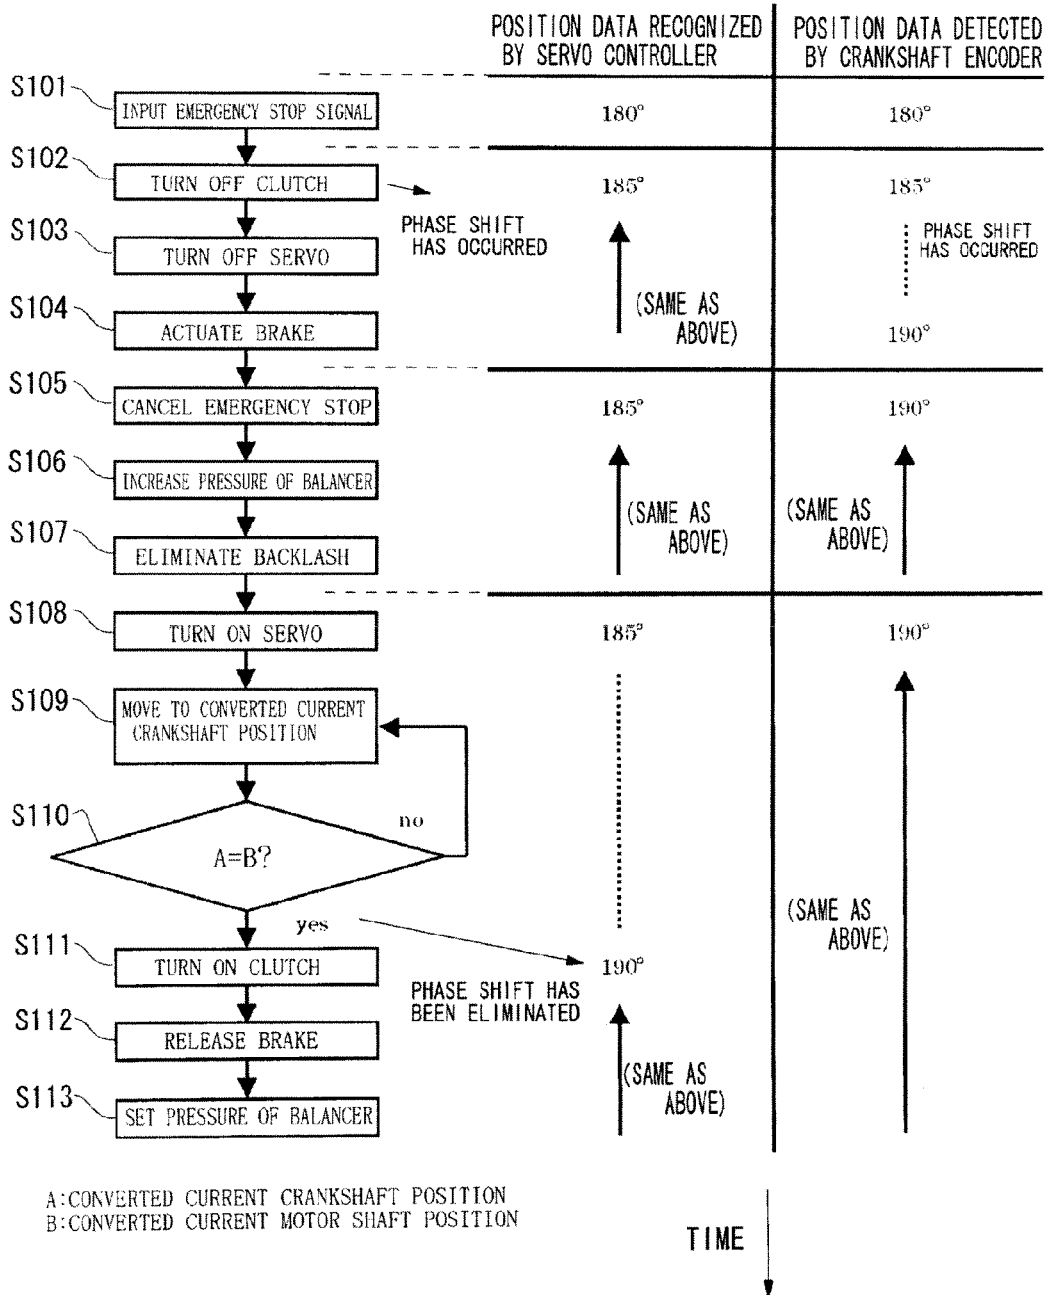 POSITION DATA RECOGNIZED
BY SERVO CONTROLLER
POSITION DATA DETECTED
BY CRANKSHAFT ENCODER
S101
INPUT EMERGENCY STOP SIGNAL
180°
180°
S102
TURN OFF CLUTCH
185°
185°
PHASE SHIFT
HAS OCCURRED
PHASE SHIFT
HAS OCCURRED
S103
TURN OFF SERVO
S104
ACTUATE BRAKE
(SAME AS
ABOVE)
190°
S105
CANCEL EMERGENCY STOP
185°
190°
S106
INCREASE PRESSURE OF BALANCER
(SAME AS
ABOVE)
(SAME AS
ABOVE)
S107
ELIMINATE BACKLASH
S108
TURN ON SERVO
185°
190°
S109
MOVE TO CONVERTED CURRENT
CRANKSHAFT POSITION
S110
A=B?
no
yes
(SAME AS
ABOVE)
S111
TURN ON CLUTCH
190°
PHASE SHIFT HAS
BEEN ELIMINATED
S112
RELEASE BRAKE
(SAME AS
ABOVE)
S113
SET PRESSURE OF BALANCER
A:CONVERTED CURRENT CRANKSHAFT POSITION
B:CONVERTED CURRENT MOTOR SHAFT POSITION
TIME